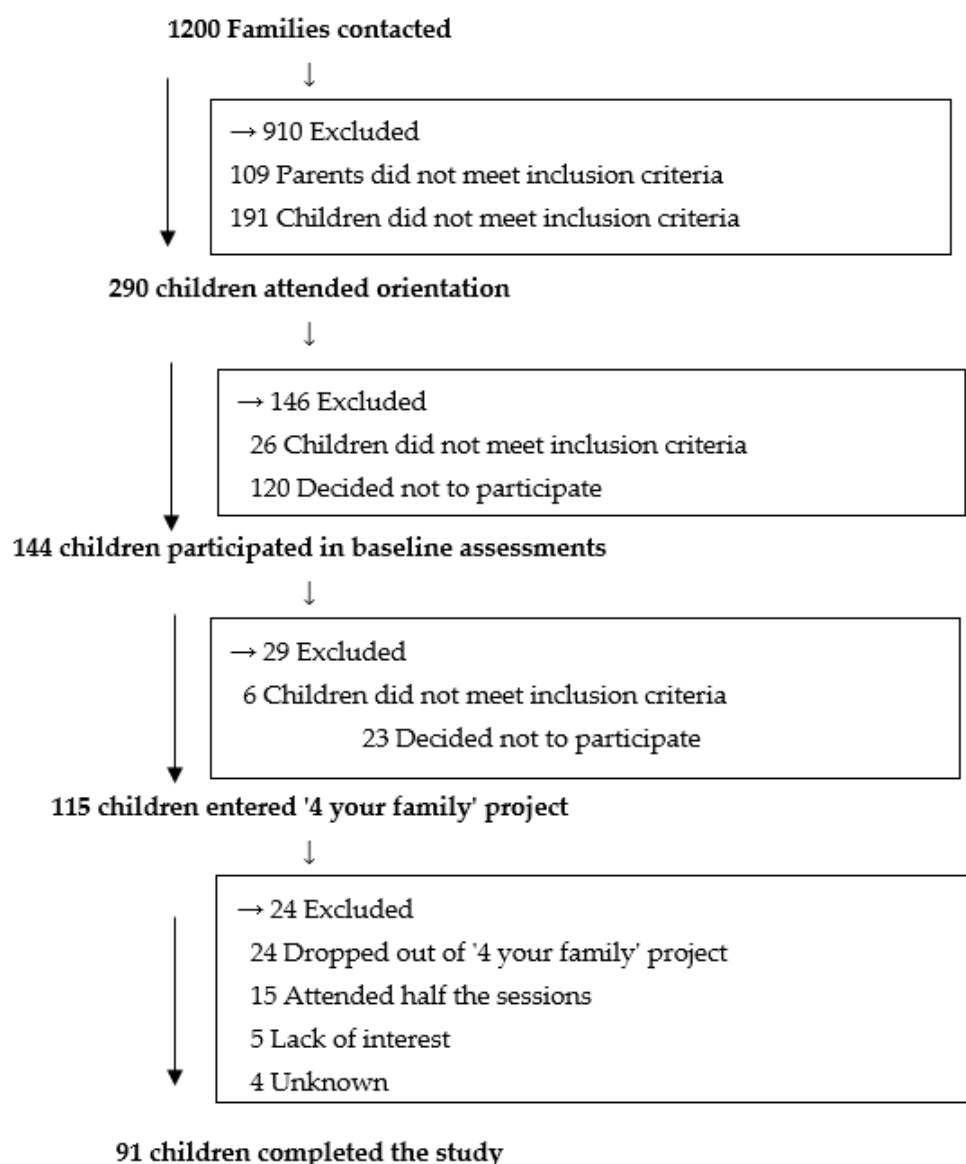 1200 Families contacted
↓
→ 910 Excluded
109 Parents did not meet inclusion criteria
191 Children did not meet inclusion criteria
290 children attended orientation
↓
→ 146 Excluded
26 Children did not meet inclusion criteria
120 Decided not to participate
144 children participated in baseline assessments
↓
→ 29 Excluded
6 Children did not meet inclusion criteria
23 Decided not to participate
115 children entered '4 your family' project
↓
→ 24 Excluded
24 Dropped out of '4 your family' project
15 Attended half the sessions
5 Lack of interest
4 Unknown
91 children completed the study